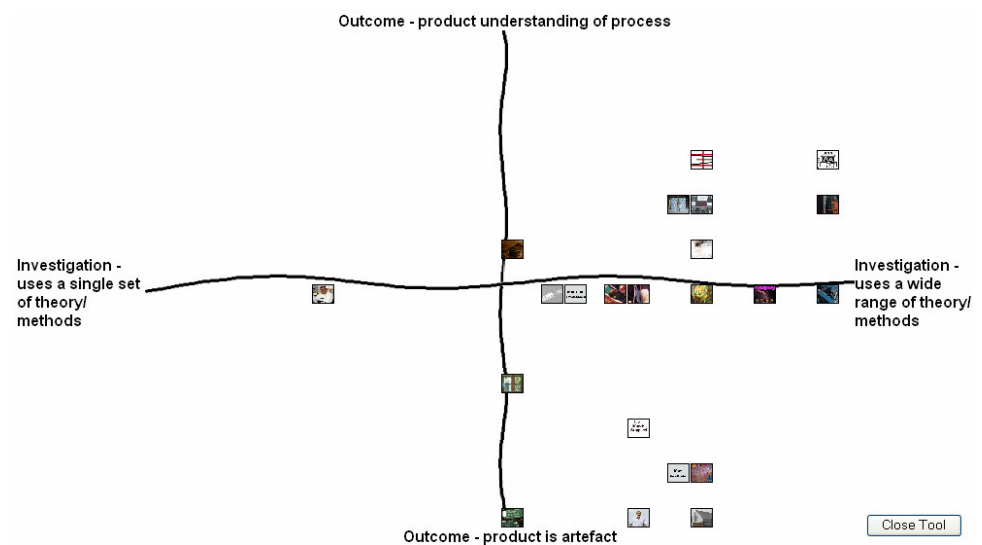 Outcome - product understanding of process
Investigation -
uses a single set
of theory/
methods
Investigation -
uses a wide
range of theory/
methods
Outcome - product is artefact
Close Tool